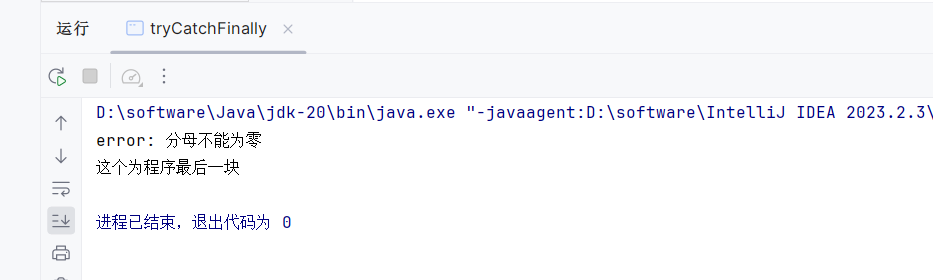 运行 tryCatchFinally
D:\software\Java\jdk-20\bin\java.exe "-javaagent:D:\software\IntelliJ IDEA 2023.2.3\
error: 分母不能为零
这个为程序最后一块
进程已结束，退出代码为 0